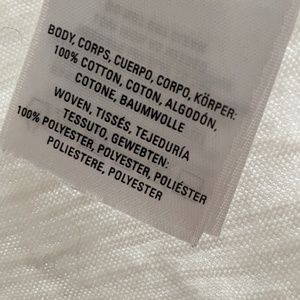 BODY, CORPS, CUERPO, CORPO, KÖRPER:
100% COTTON, COTON, ALGODÓN,
COTONE, BAUMWOLLE
WOVEN, TISSÉS, TEJEDURÍA
TESSUTO, GEWEBTEN:
100% POLYESTER, POLYESTER, POLIÉSTER
POLIESTERE, POLYESTER